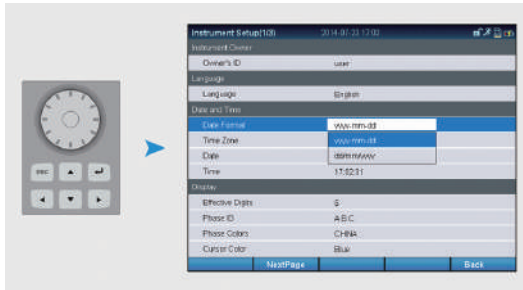 Instrument Setup(1/3) 2014-07-23 17:02
Instrument Owner
Owner's ID user
Language
Language English
Date and Time
Date Format yyyy-mm-dd
yyyy-mm-dd
Time Zone
Date dd/mm/yyyy
Time 17:02:31
Display
Effective Digits 5
Phase ID A B C
Phase Colors CHINA
Cursor Color Blue
NextPage Back
ESC